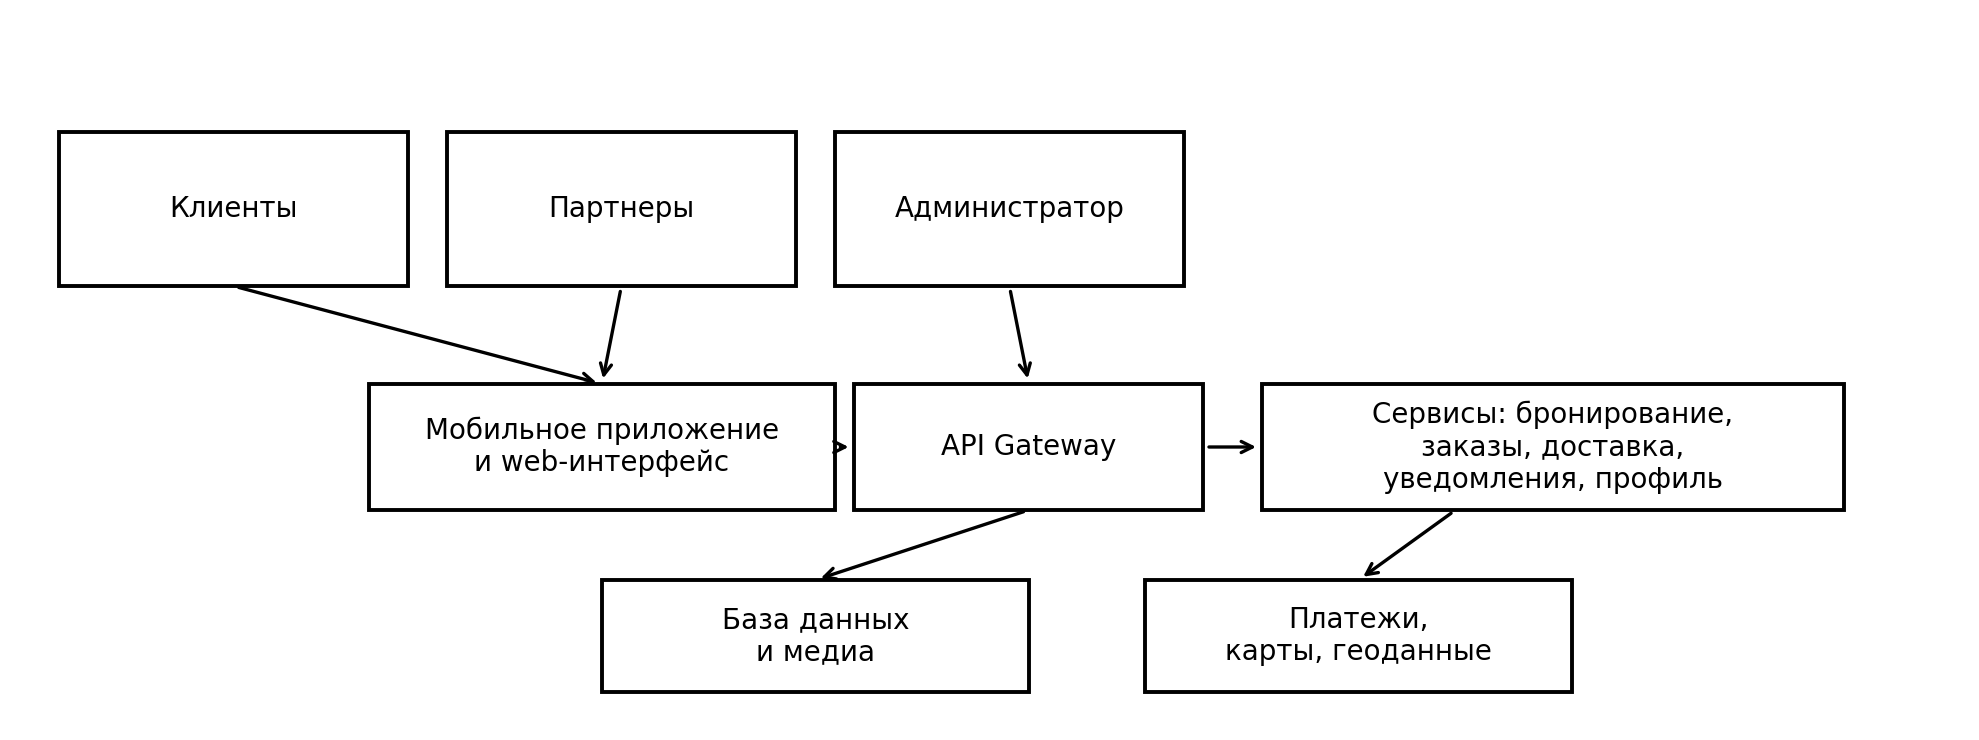 Клиенты
Партнеры
Администратор
Мобильное приложение
и web-интерфейс
API Gateway
Сервисы: бронирование,
заказы, доставка,
уведомления, профиль
База данных
и медиа
Платежи,
карты, геоданные